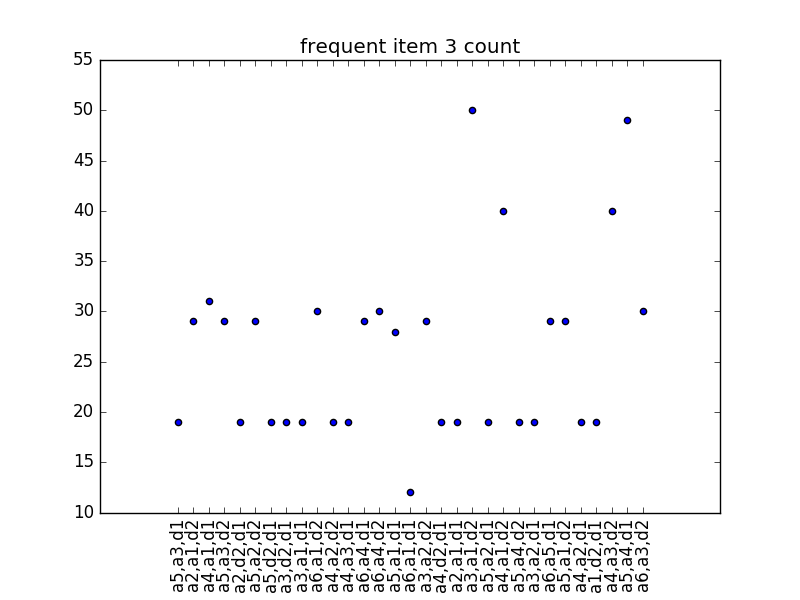 frequent item 3 count
55
50
45
40
35
30
25
20
15
10
a5,a3,d1
a2,a1,d2
a4,a1,d1
a5,a3,d2
a2,d2,d1
a5,a2,d2
a5,d2,d1
a3,d2,d1
a3,a1,d1
a6,a1,d2
a4,a2,d2
a4,a3,d1
a6,a4,d1
a6,a4,d2
a5,a1,d1
a6,a1,d1
a3,a2,d2
a4,d2,d1
a2,a1,d1
a3,a1,d2
a5,a2,d1
a4,a1,d2
a5,a4,d2
a3,a2,d1
a6,a5,d1
a5,a1,d2
a4,a2,d1
a1,d2,d1
a4,a3,d2
a5,a4,d1
a6,a3,d2